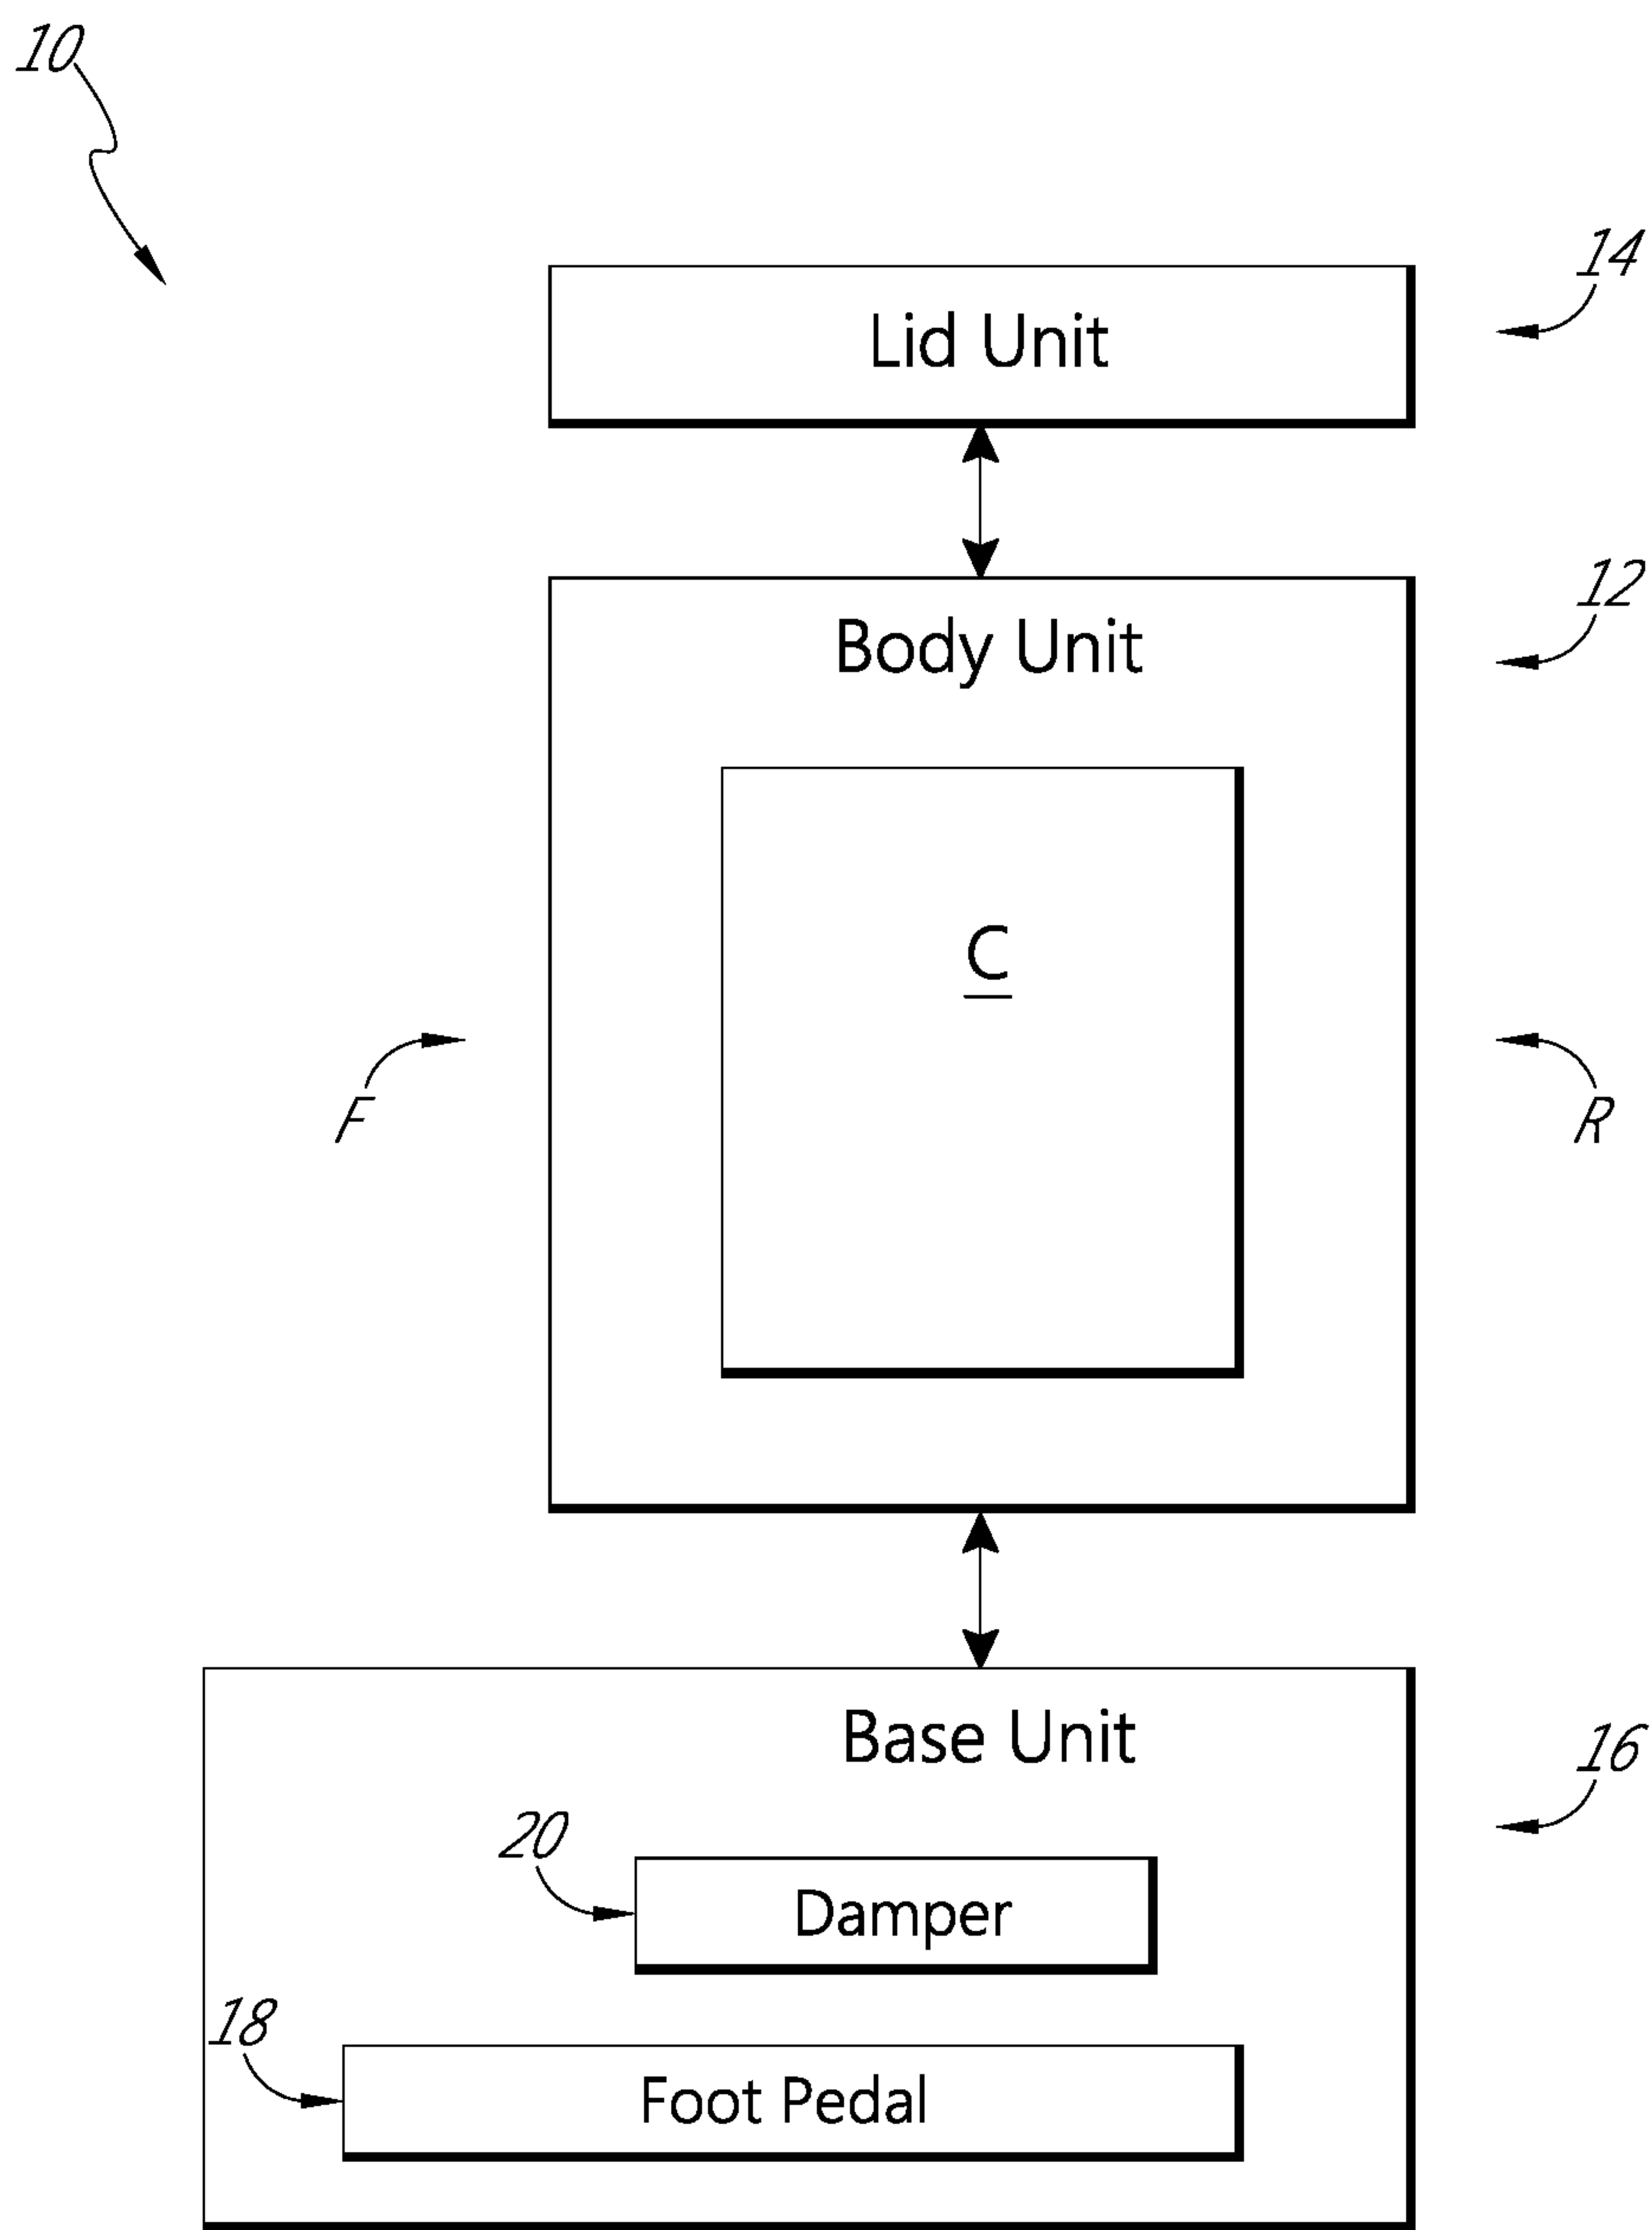 10
14
Lid Unit
12
Body Unit
C
F
R
Base Unit
16
20
Damper
18
Foot Pedal